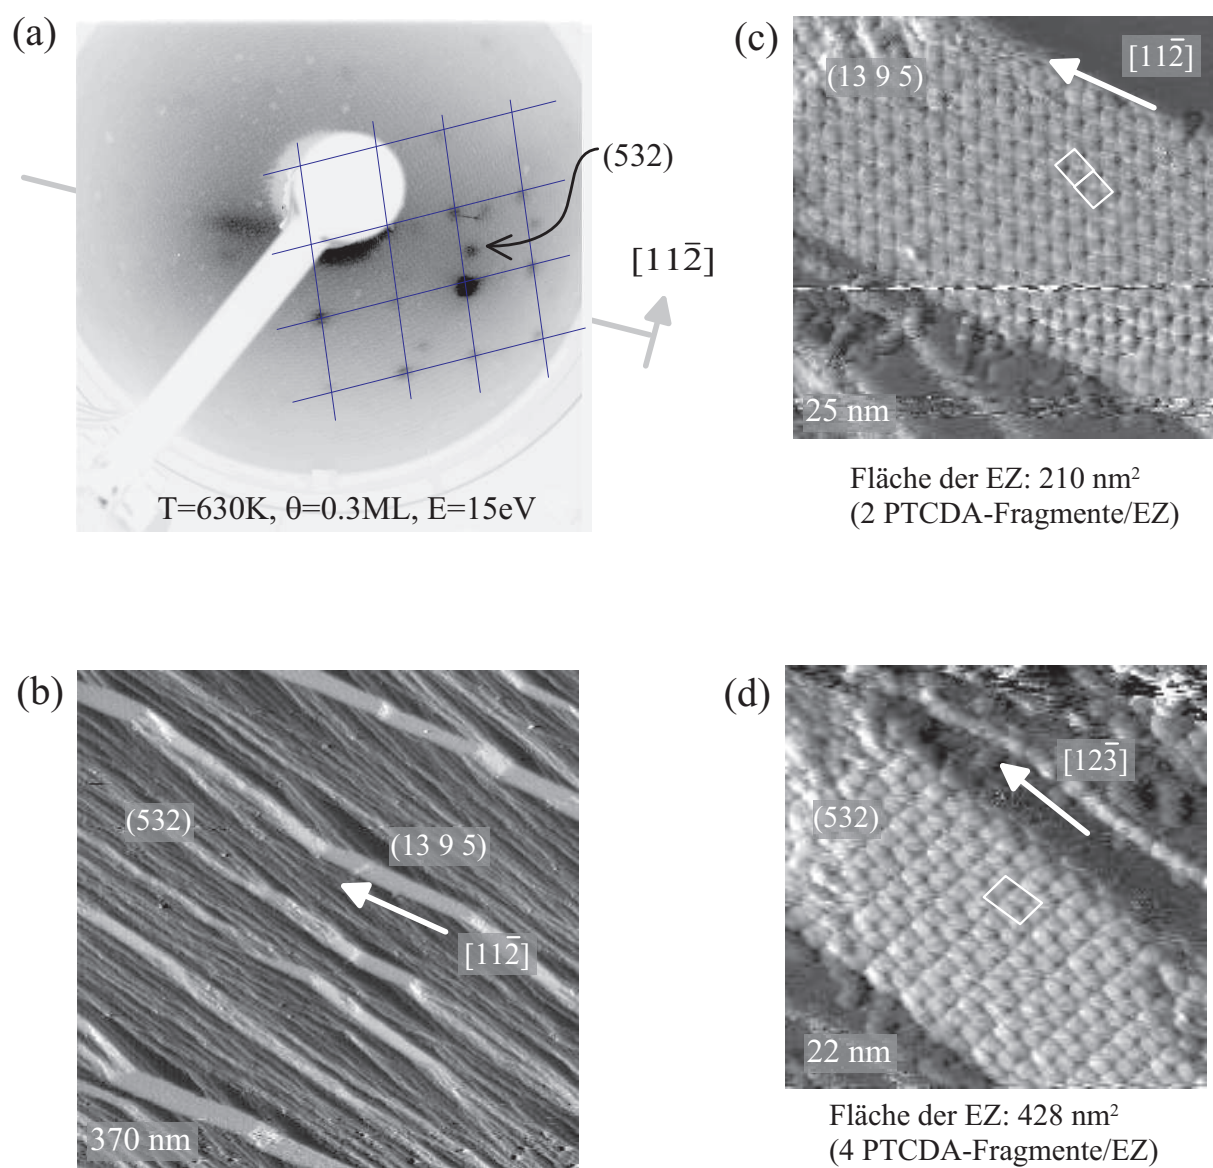 (a)
(532)
[112̅]
T=630K, θ=0.3ML, E=15eV
(c)
(13 9 5)
[112̅]
25 nm
Fläche der EZ: 210 nm²
(2 PTCDA-Fragmente/EZ)
(b)
(532)
(13 9 5)
[112̅]
370 nm
(d)
[123̅]
(532)
22 nm
Fläche der EZ: 428 nm²
(4 PTCDA-Fragmente/EZ)